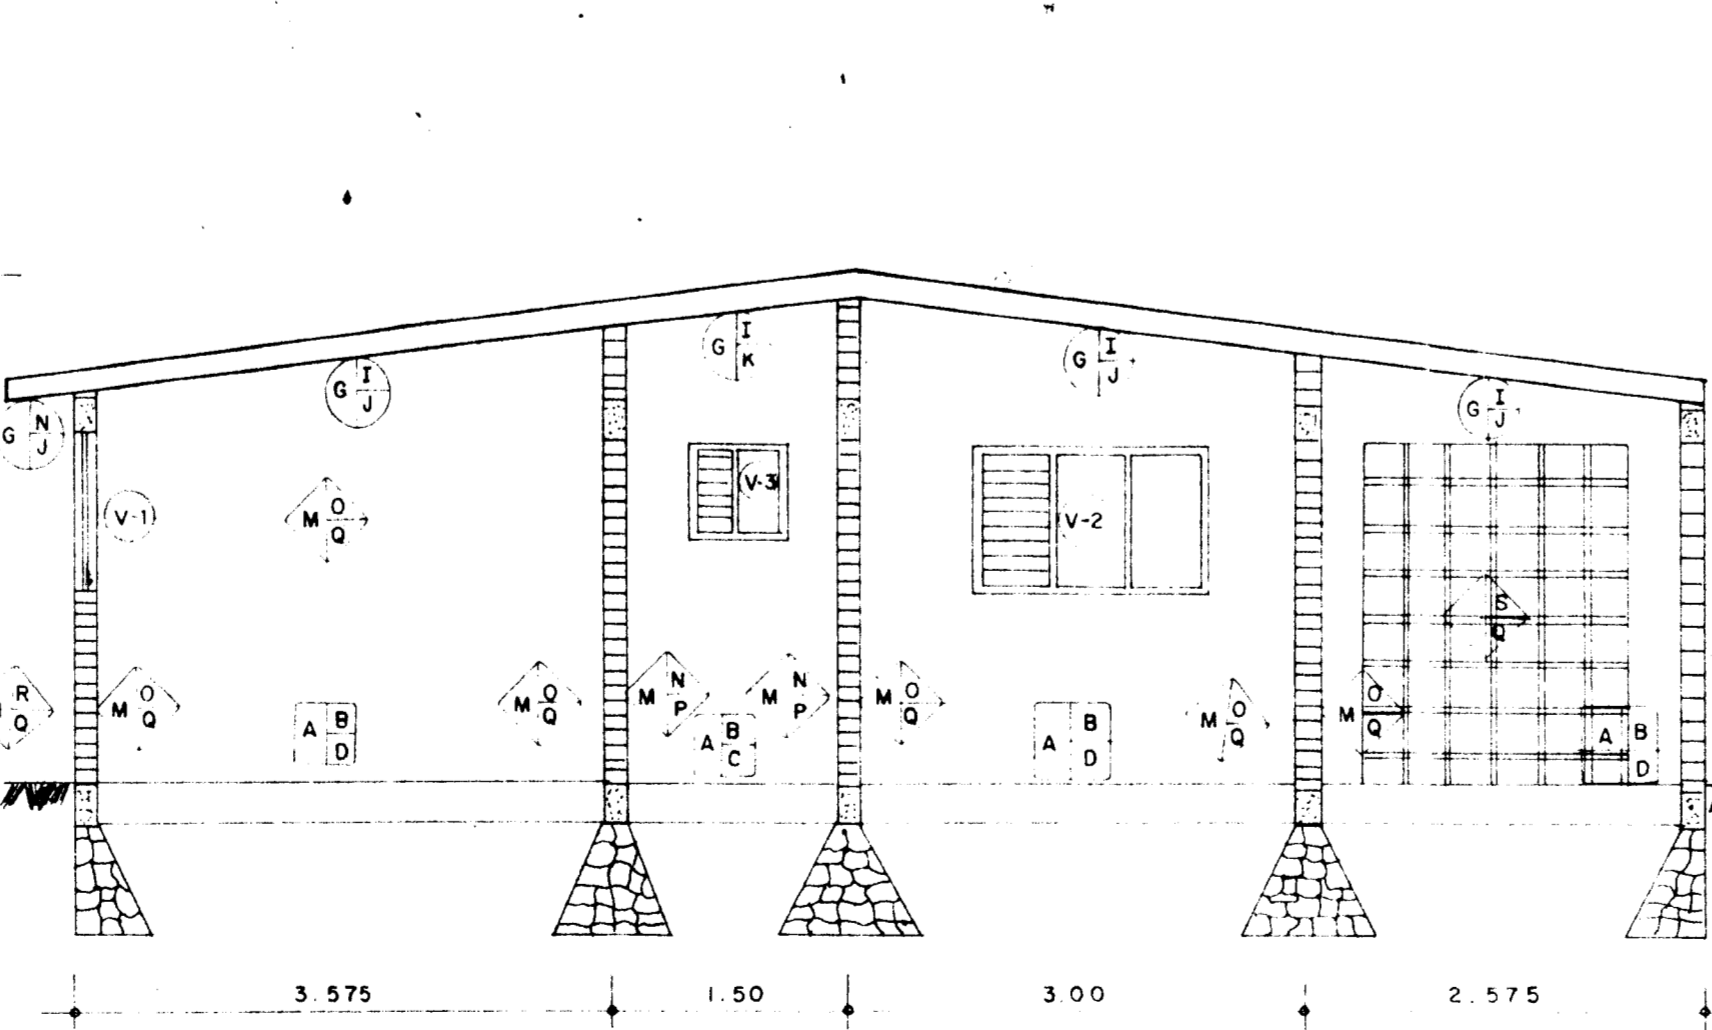 G I K
G I J
G I J
G I J
G N J
V-3
V-1
M O Q
V-2
S Q
R Q
M O Q
M O Q
M N P
M N P
M O Q
M O Q
M O Q
A B D
A B C
A B D
A B D
3.575 1.50 3.00 2.575